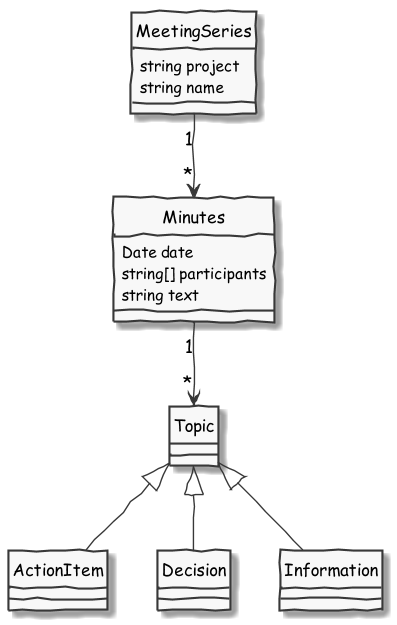 MeetingSeries
string project
string name
1
*
Minutes
Date date
string[] participants
string text
1
*
Topic
ActionItem
Decision
Information